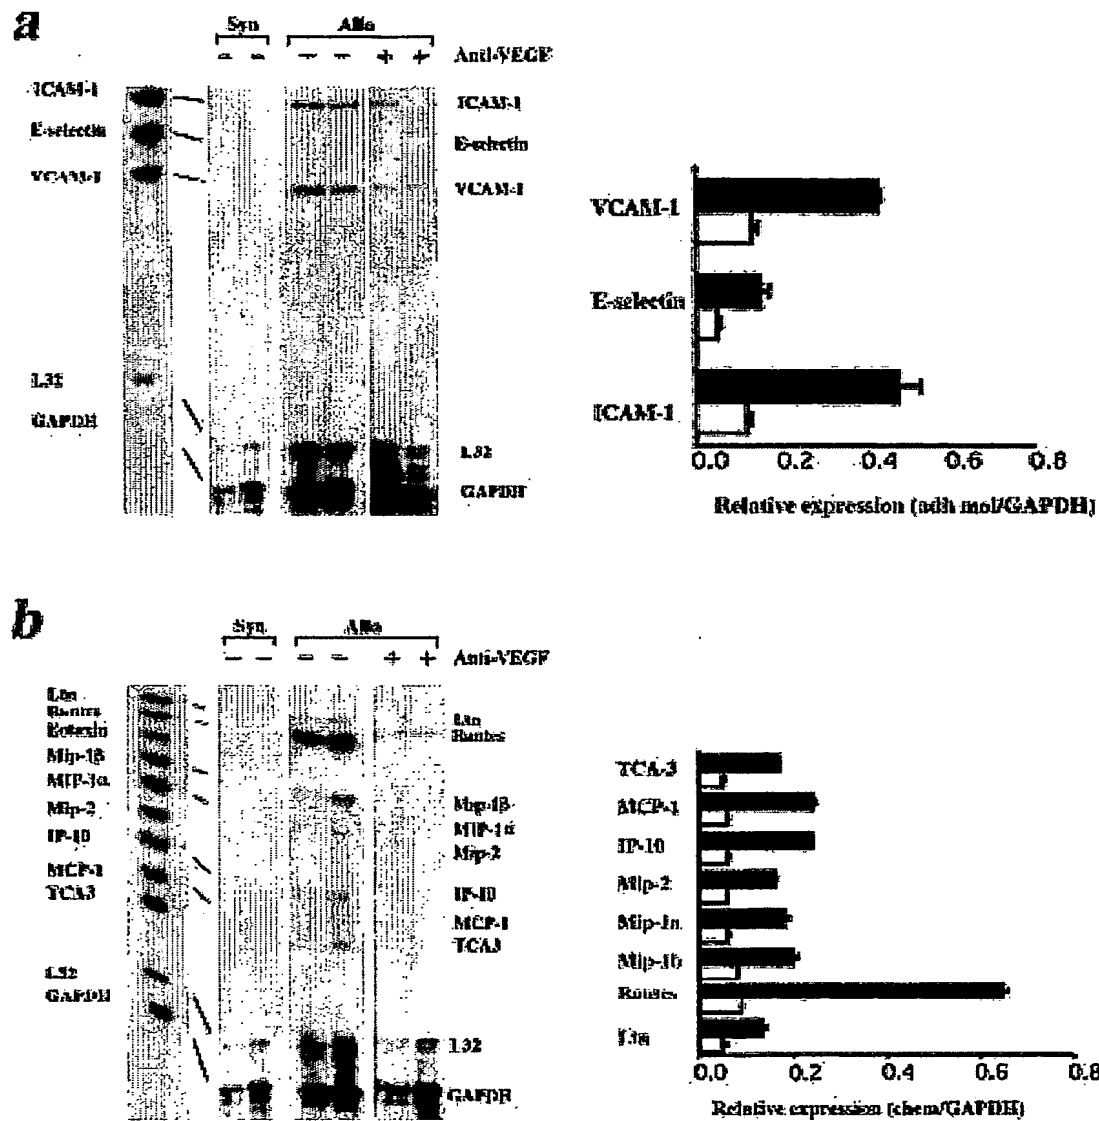 a
Syn Allo
- - - - + + Anti-VEGF
ICAM-1
E-selectin
VCAM-1
L32
GAPDH
ICAM-1
E-selectin
VCAM-1
L32
GAPDH
VCAM-1
E-selectin
ICAM-1
0.0 0.2 0.4 0.6 0.8
Relative expression (adh mol/GAPDH)
b
Syn Allo
- - - - + + Anti-VEGF
Ltn
Rantes
Eotaxin
Mip-1β
MIP-1α
Mip-2
IP-10
MCP-1
TCA3
L32
GAPDH
Ltn
Rantes
Mip-1β
MIP-1α
Mip-2
IP-10
MCP-1
TCA3
L32
GAPDH
TCA-3
MCP-1
IP-10
Mip-2
Mip-1α
Mip-1b
Rantes
Ltn
0.0 0.2 0.4 0.6 0.8
Relative expression (chem/GAPDH)